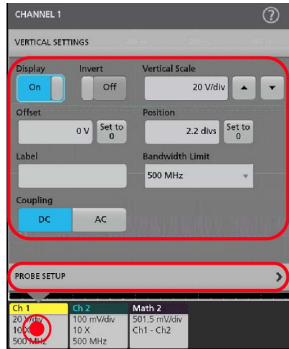 CHANNEL 1 ?
VERTICAL SETTINGS
Display Invert Vertical Scale
On Off 20 V/div
Offset Position
0 V Set to 0 2.2 divs Set to 0
Label Bandwidth Limit
500 MHz
Coupling
DC AC
PROBE SETUP
Ch 1 Ch 2 Math 2
20 V/div 100 mV/div 501.5 mV/div
10 X 10 X Ch1 - Ch2
500 MHz 500 MHz